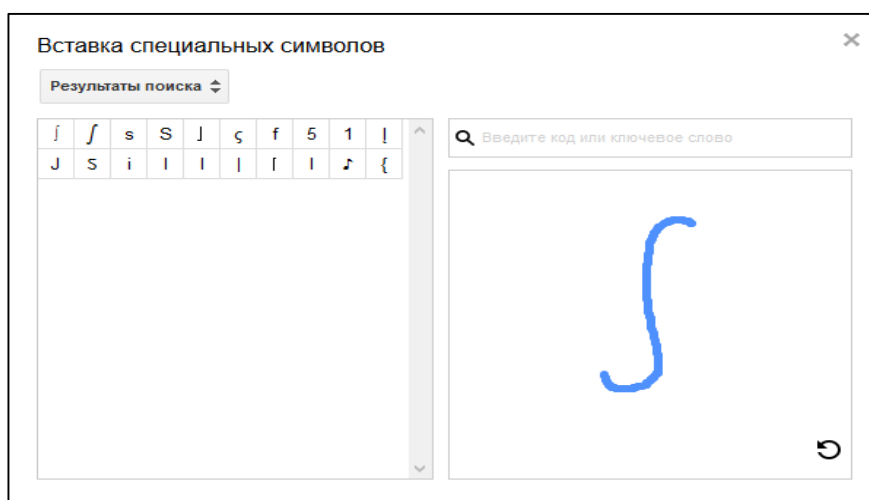 Вставка специальных символов
×
Результаты поиска
∫ ∫ s S ⌋ ς f 5 1 ⌊
J Տ i I l | ⌈ I ♪ {
Введите код или ключевое слово
∫